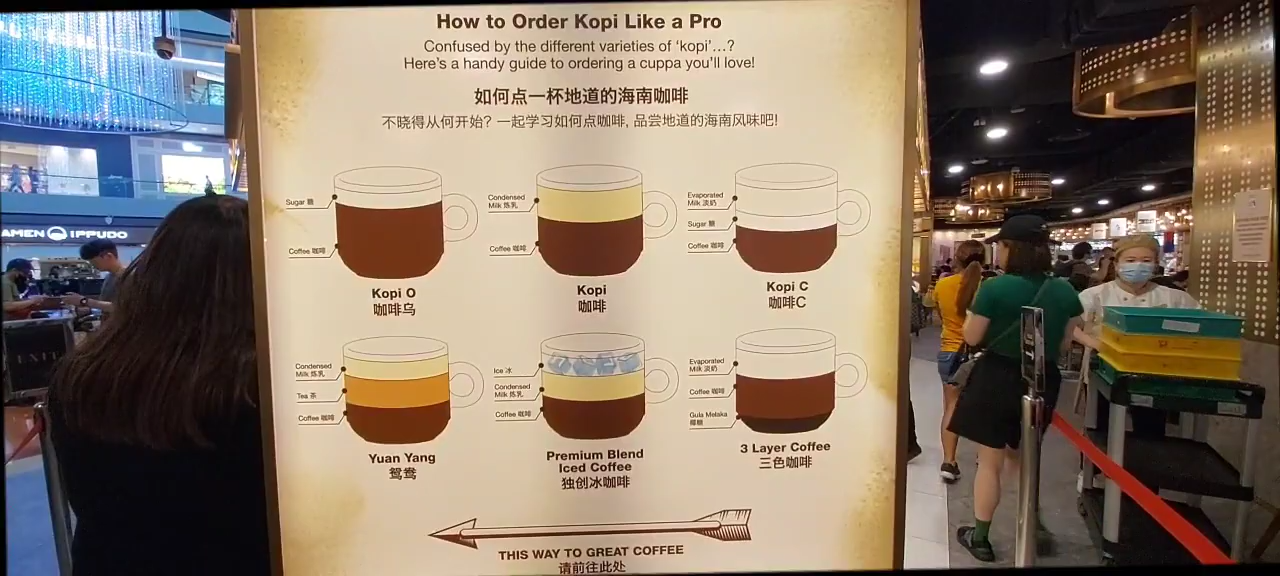 How to Order Kopi Like a Pro
Confused by the different varieties of 'kopi'...?
Here's a handy guide to ordering a cuppa you'll love!
如何点一杯地道的海南咖啡
不晓得从何开始? 一起学习如何点咖啡, 品尝地道的海南风味吧!
Sugar 糖
Coffee 咖啡
Kopi O
咖啡乌
Condensed
Milk 炼乳
Coffee 咖啡
Kopi
咖啡
Evaporated
Milk 淡奶
Sugar 糖
Coffee 咖啡
Kopi C
咖啡C
Condensed
Milk 炼乳
Tea 茶
Coffee 咖啡
Yuan Yang
鸳鸯
Ice 冰
Condensed
Milk 炼乳
Coffee 咖啡
Premium Blend
Iced Coffee
独创冰咖啡
Evaporated
Milk 淡奶
Coffee 咖啡
Gula Melaka
椰糖
3 Layer Coffee
三色咖啡
THIS WAY TO GREAT COFFEE
请前往此处
AMEN IPPUDO